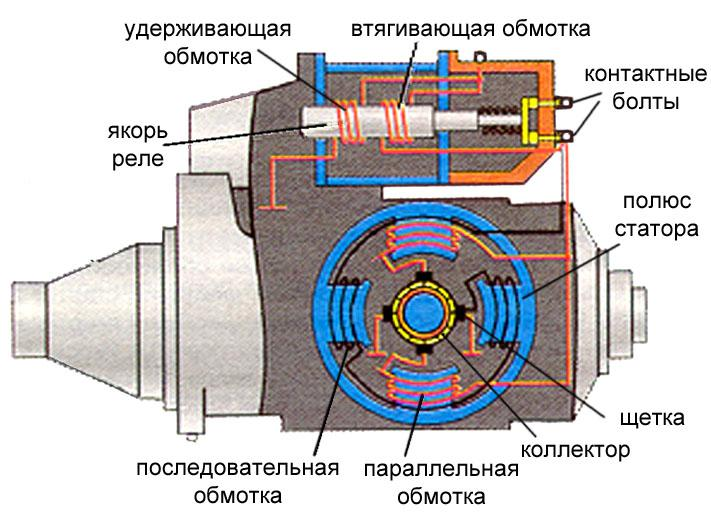 удерживающая
обмотка
втягивающая обмотка
контактные
болты
якорь
реле
полюс
статора
щетка
коллектор
последовательная
обмотка
параллельная
обмотка